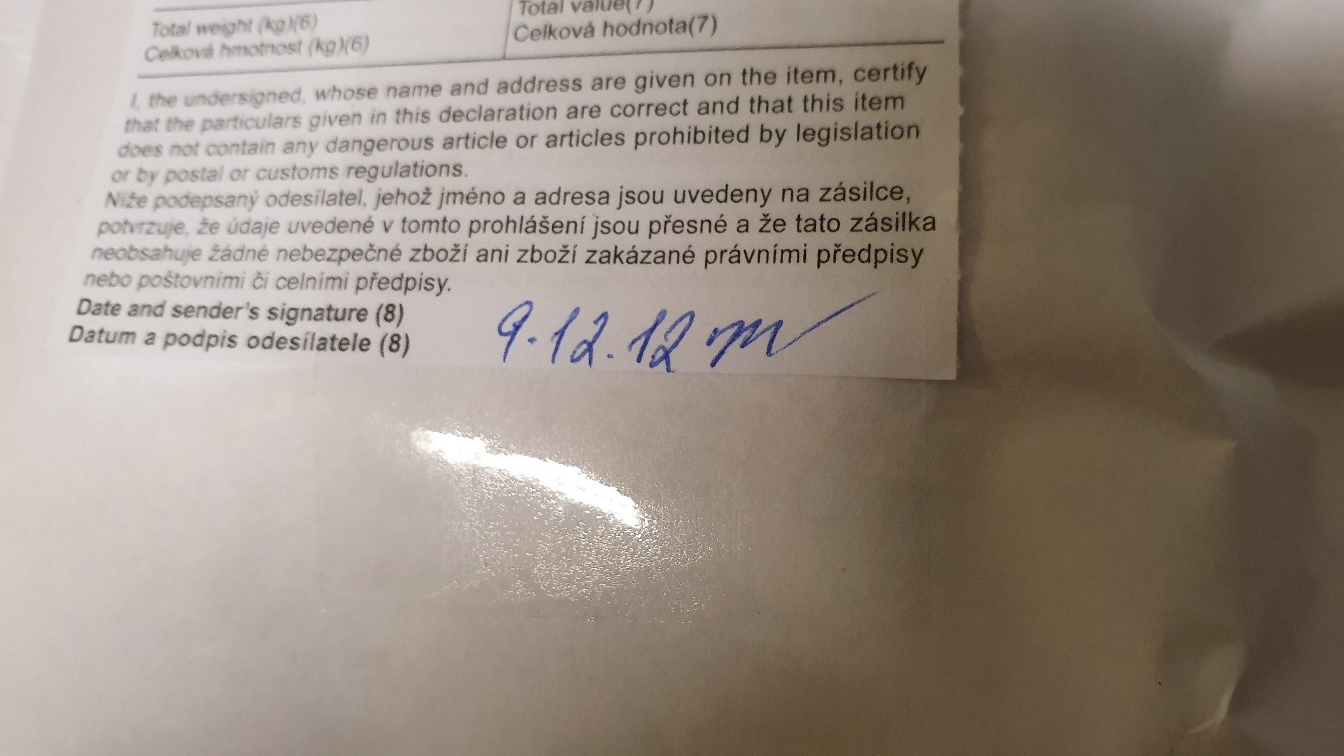 Total weight (kg)(6)
Celková hmotnost (kg)(6)
Total value(7)
Celková hodnota(7)
I, the undersigned, whose name and address are given on the item, certify
that the particulars given in this declaration are correct and that this item
does not contain any dangerous article or articles prohibited by legislation
or by postal or customs regulations.
Níže podepsaný odesílatel, jehož jméno a adresa jsou uvedeny na zásilce,
potvrzuje, že údaje uvedené v tomto prohlášení jsou přesné a že tato zásilka
neobsahuje žádné nebezpečné zboží ani zboží zakázané právními předpisy
nebo poštovními či celními předpisy.
Date and sender's signature (8)
Datum a podpis odesílatele (8)
9.12.12